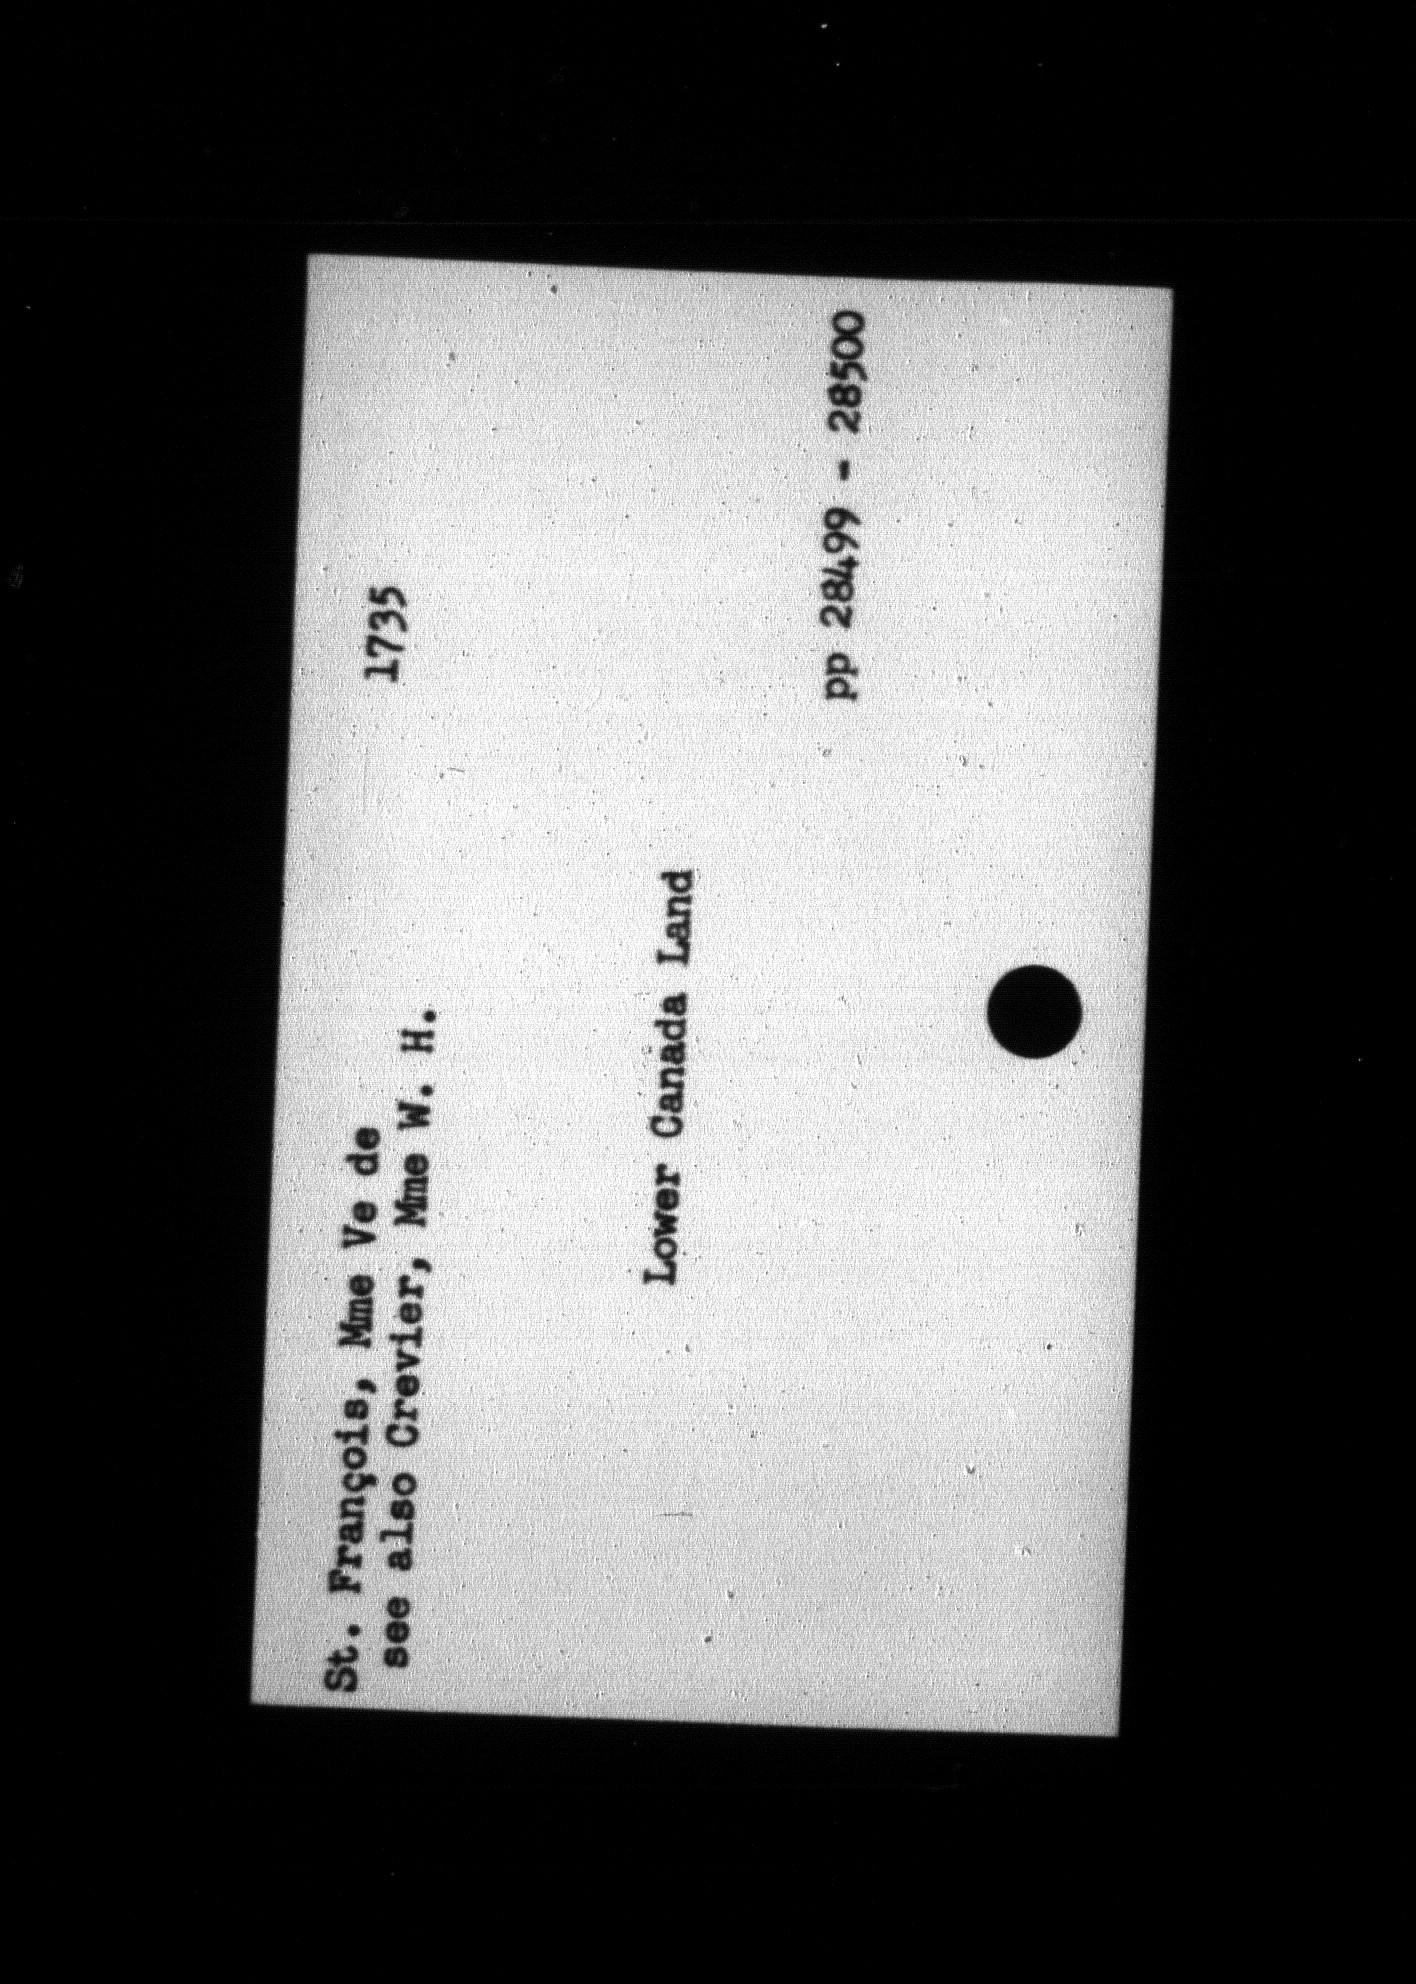 St. François, Mme Ve de
see also Crevier, Mme W. H.
1735
Lower Canada Land
pp 28499 - 28500